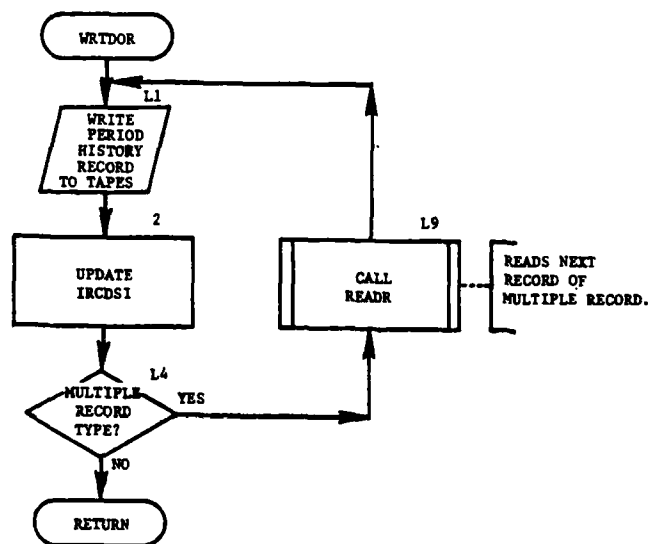 WRTDOR
L1
WRITE
PERIOD
HISTORY
RECORD
TO TAPES
2
UPDATE
IRCDSI
L4
MULTIPLE
RECORD
TYPE?
YES
NO
RETURN
L9
CALL
READR
READS NEXT
RECORD OF
MULTIPLE RECORD.